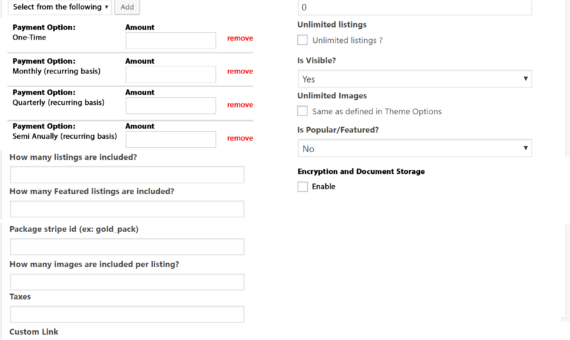 Select from the following
Add
Payment Option: Amount
One-Time
remove
Payment Option: Amount
Monthly (recurring basis)
remove
Payment Option: Amount
Quarterly (recurring basis)
remove
Payment Option: Amount
Semi Anually (recurring basis)
remove
How many listings are included?
How many Featured listings are included?
Package stripe id (ex: gold_pack)
How many images are included per listing?
Taxes
Custom Link
0
Unlimited listings
Unlimited listings ?
Is Visible?
Yes
Unlimited Images
Same as defined in Theme Options
Is Popular/Featured?
No
Encryption and Document Storage
Enable